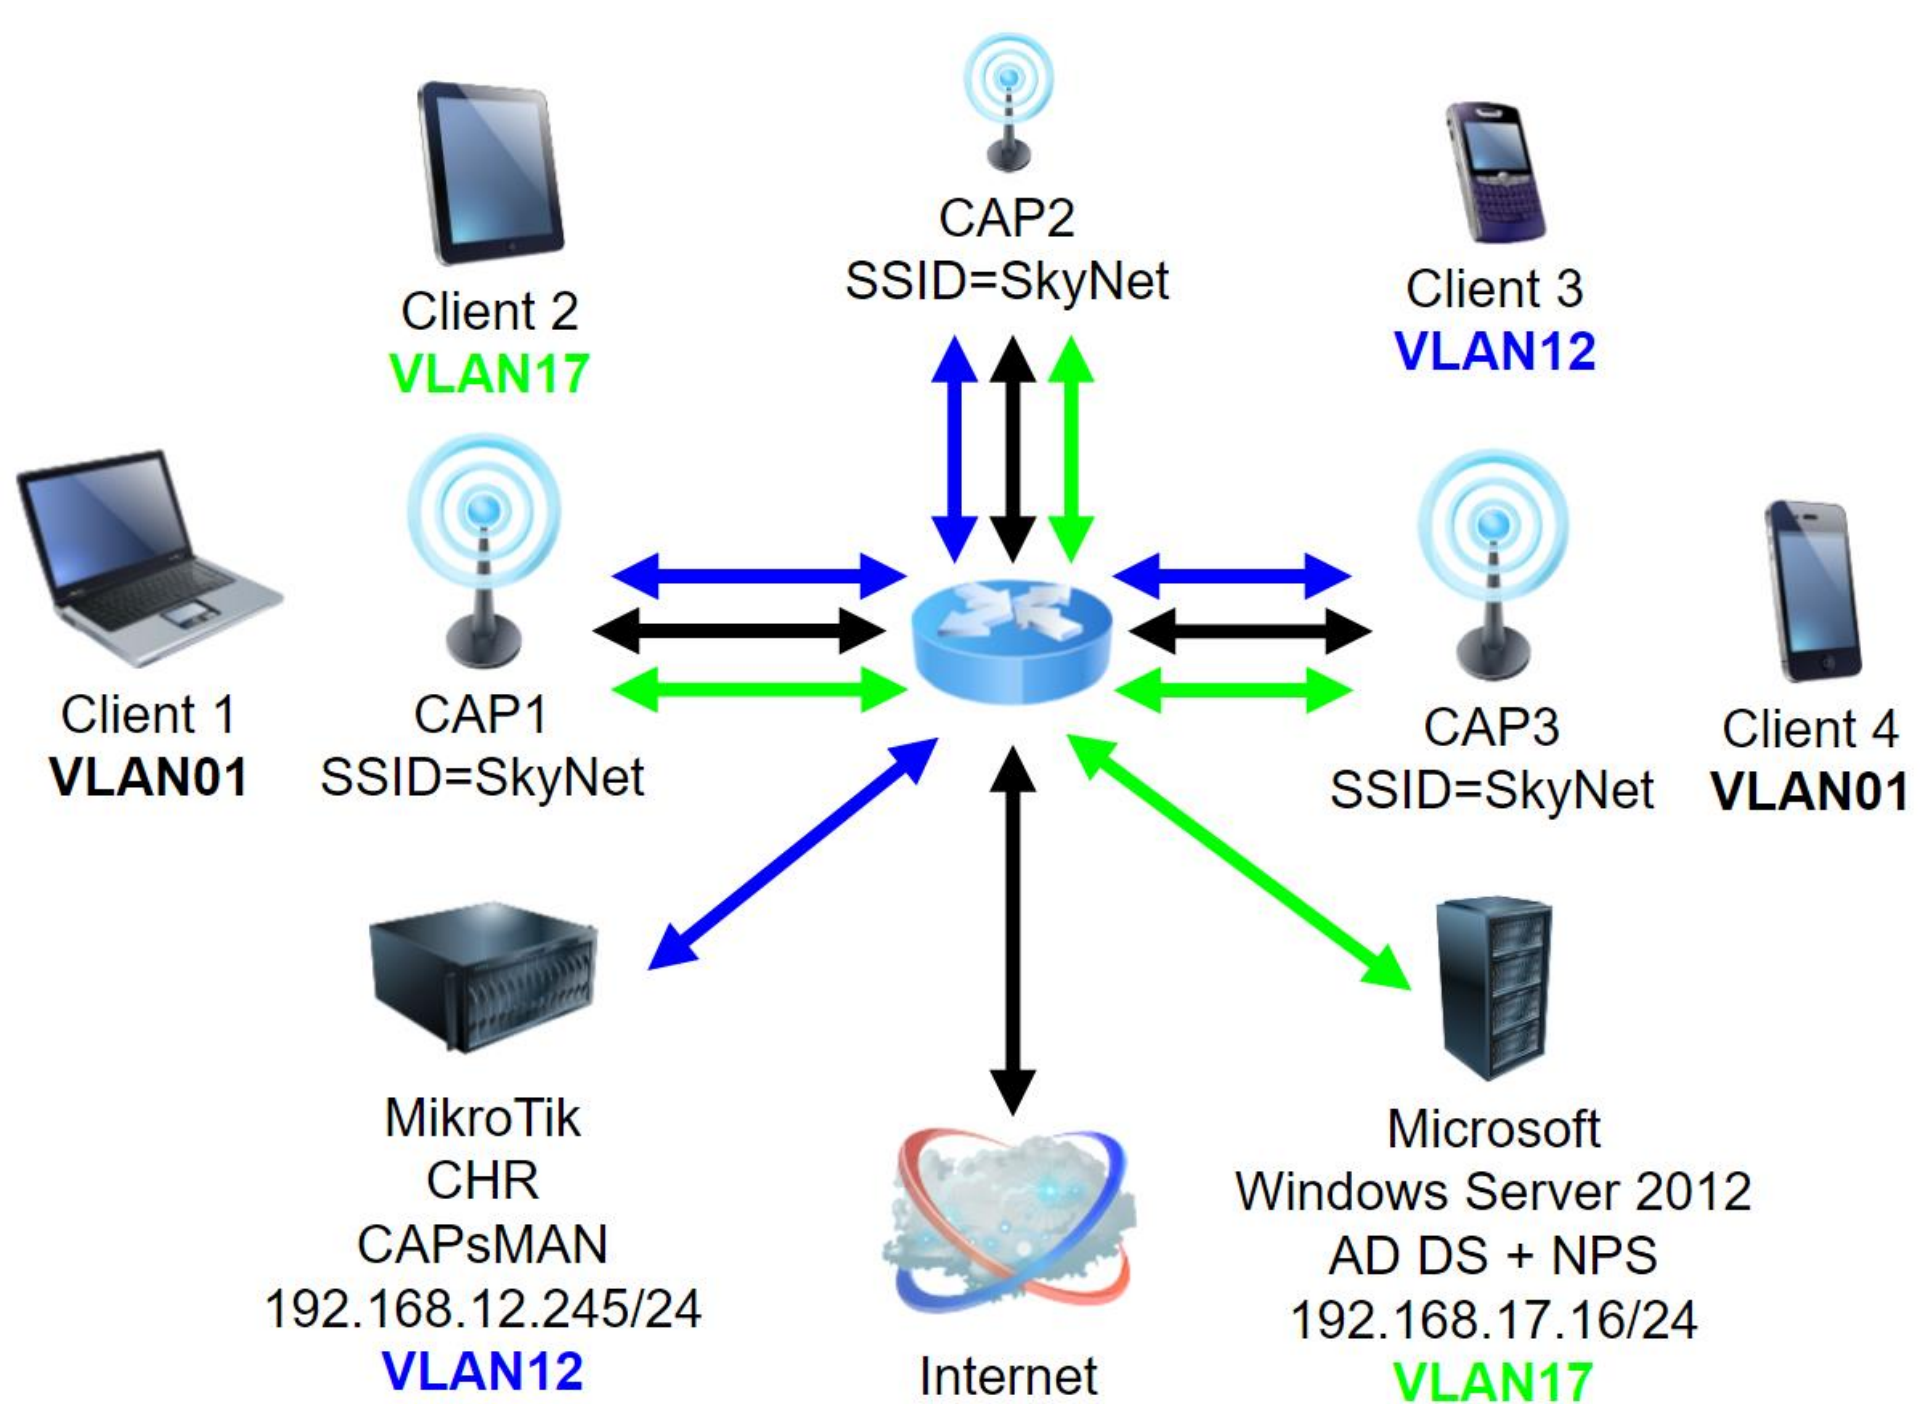 CAP2
SSID=SkyNet
Client 2
VLAN17
Client 3
VLAN12
Client 1
VLAN01
CAP1
SSID=SkyNet
CAP3
SSID=SkyNet
Client 4
VLAN01
MikroTik
CHR
CAPsMAN
192.168.12.245/24
VLAN12
Internet
Microsoft
Windows Server 2012
AD DS + NPS
192.168.17.16/24
VLAN17